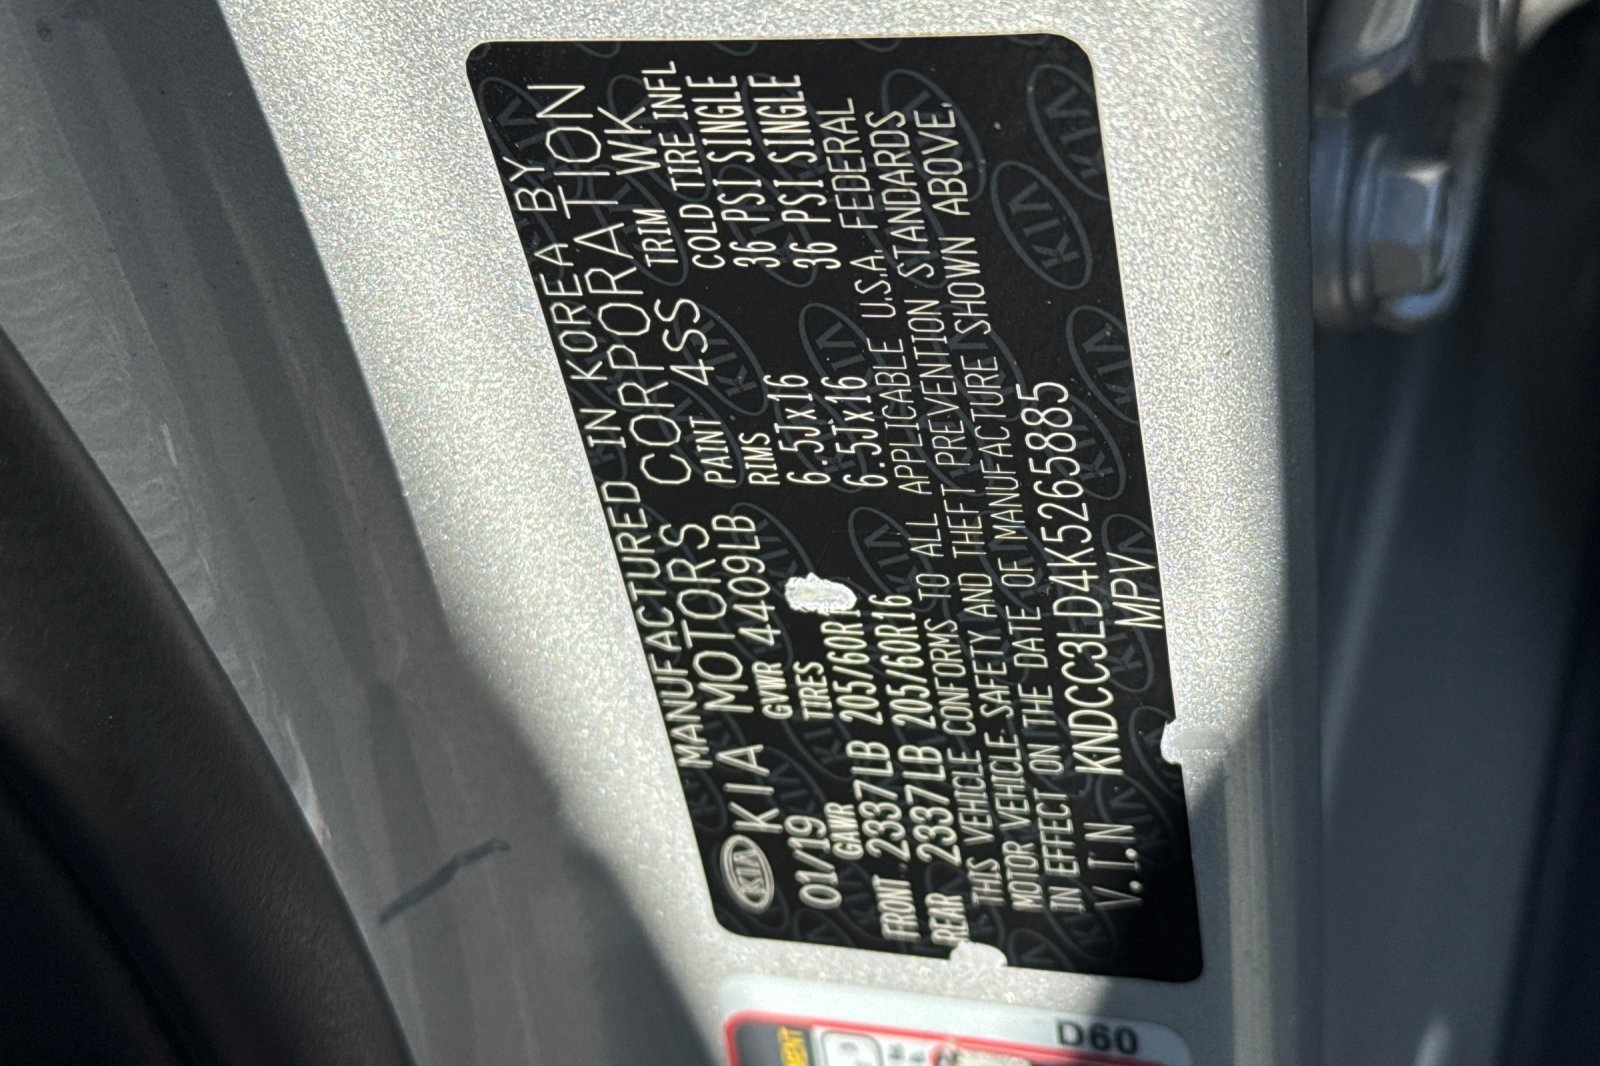 MANUFACTURED IN KOREA BY
KIA KIA MOTORS CORPORATION
01/19 GVWR 4409LB PAINT 4SS TRIM WK
GAWR TIRES RIMS COLD TIRE INFL
FRONT 2337LB 205/60R16 6.5Jx16 36 PSI SINGLE
REAR 2337LB 205/60R16 6.5Jx16 36 PSI SINGLE
THIS VEHICLE CONFORMS TO ALL APPLICABLE U.S.A. FEDERAL
MOTOR VEHICLE SAFETY AND THEFT PREVENTION STANDARDS
IN EFFECT ON THE DATE OF MANUFACTURE SHOWN ABOVE.
V.I.N KNDCC3LD4K5265885
MPV
D60